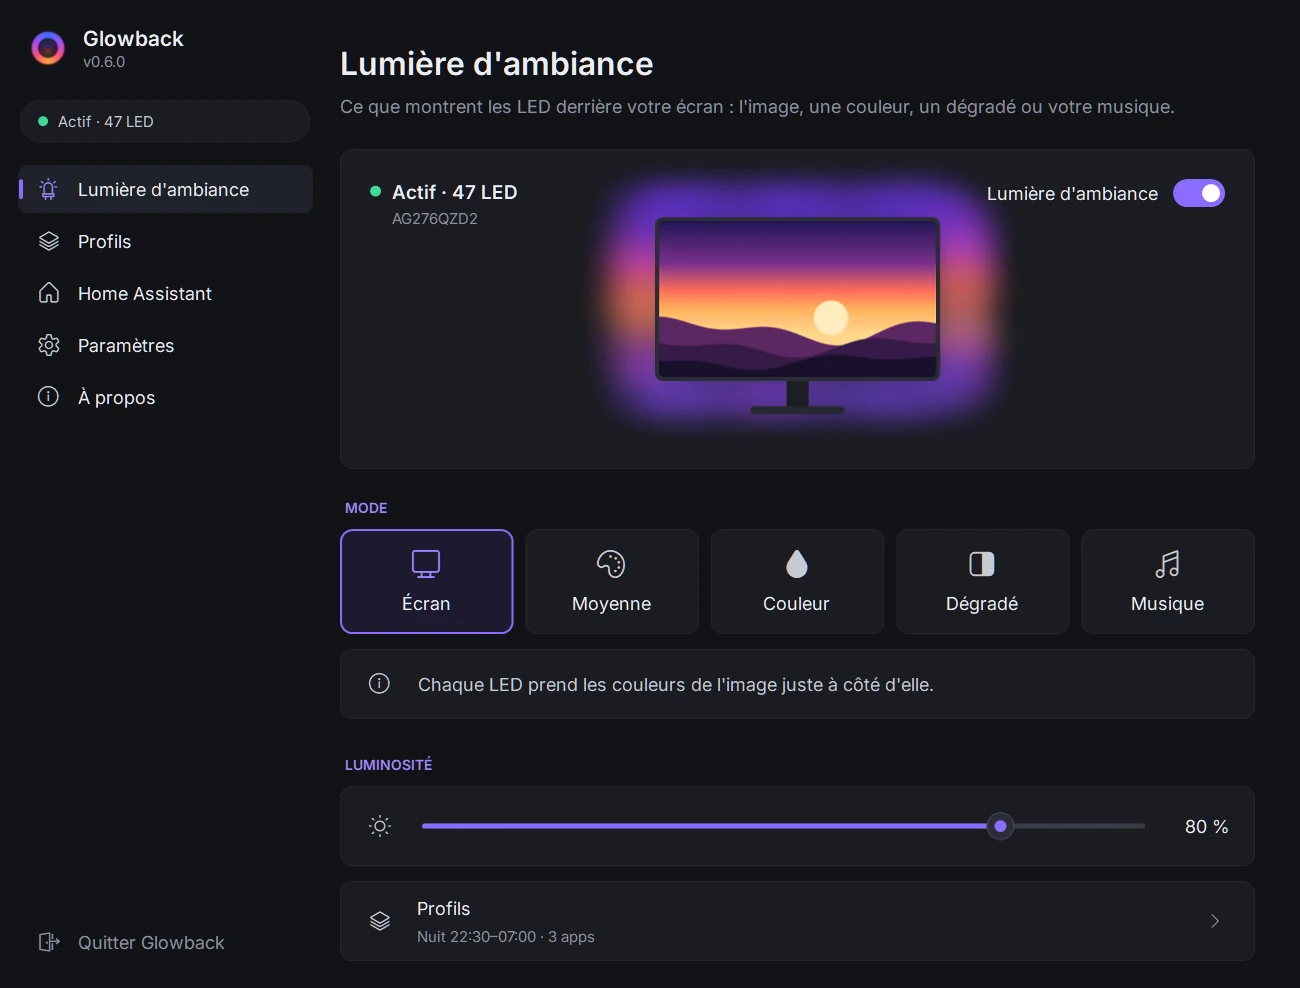 Glowback
v0.6.0
Actif · 47 LED
Lumière d'ambiance
Profils
Home Assistant
Paramètres
À propos
Quitter Glowback
Lumière d'ambiance
Ce que montrent les LED derrière votre écran : l'image, une couleur, un dégradé ou votre musique.
Actif · 47 LED
AG276QZD2
Lumière d'ambiance
MODE
Écran
Moyenne
Couleur
Dégradé
Musique
Chaque LED prend les couleurs de l'image juste à côté d'elle.
LUMINOSITÉ
80 %
Profils
Nuit 22:30–07:00 · 3 apps